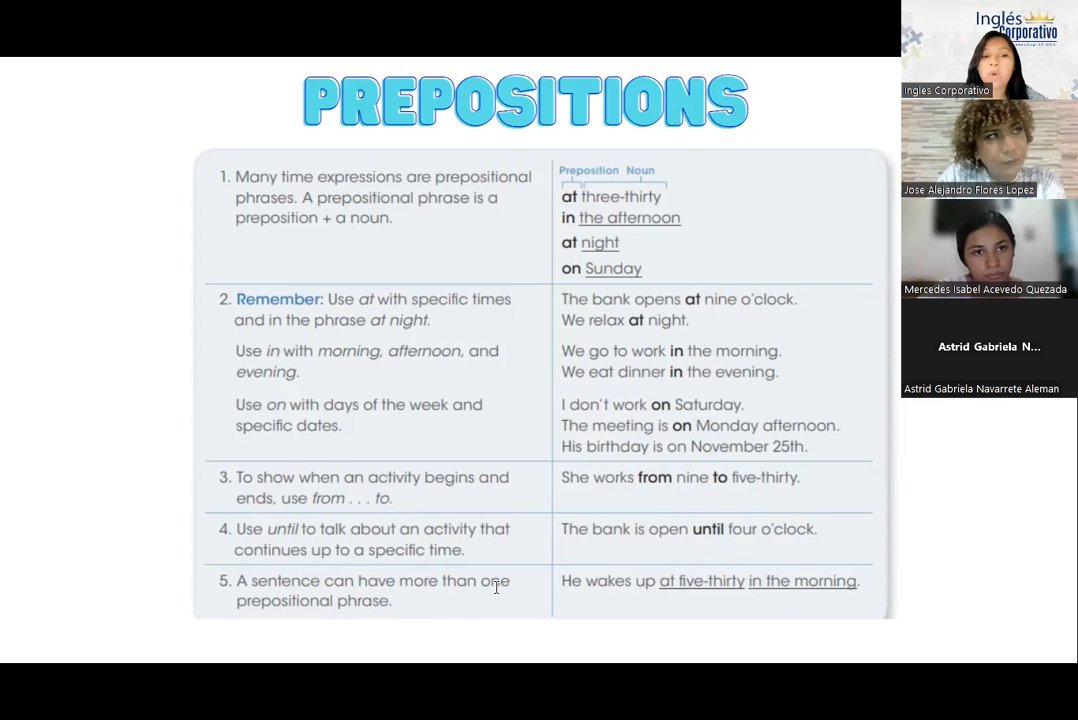 PREPOSITIONS
1. Many time expressions are prepositional
phrases. A prepositional phrase is a
preposition + a noun.
Preposition Noun
at three-thirty
in the afternoon
at night
on Sunday
2. Remember: Use at with specific times
and in the phrase at night.
The bank opens at nine o'clock.
We relax at night.
Use in with morning, afternoon, and
evening.
We go to work in the morning.
We eat dinner in the evening.
Use on with days of the week and
specific dates.
I don't work on Saturday.
The meeting is on Monday afternoon.
His birthday is on November 25th.
3. To show when an activity begins and
ends, use from . . . to.
She works from nine to five-thirty.
4. Use until to talk about an activity that
continues up to a specific time.
The bank is open until four o'clock.
5. A sentence can have more than one
prepositional phrase.
He wakes up at five-thirty in the morning.
Inglés
Corporativo
Ingles Corporativo
Jose Alejandro Flores Lopez
Mercedes Isabel Acevedo Quezada
Astrid Gabriela N...
Astrid Gabriela Navarrete Aleman